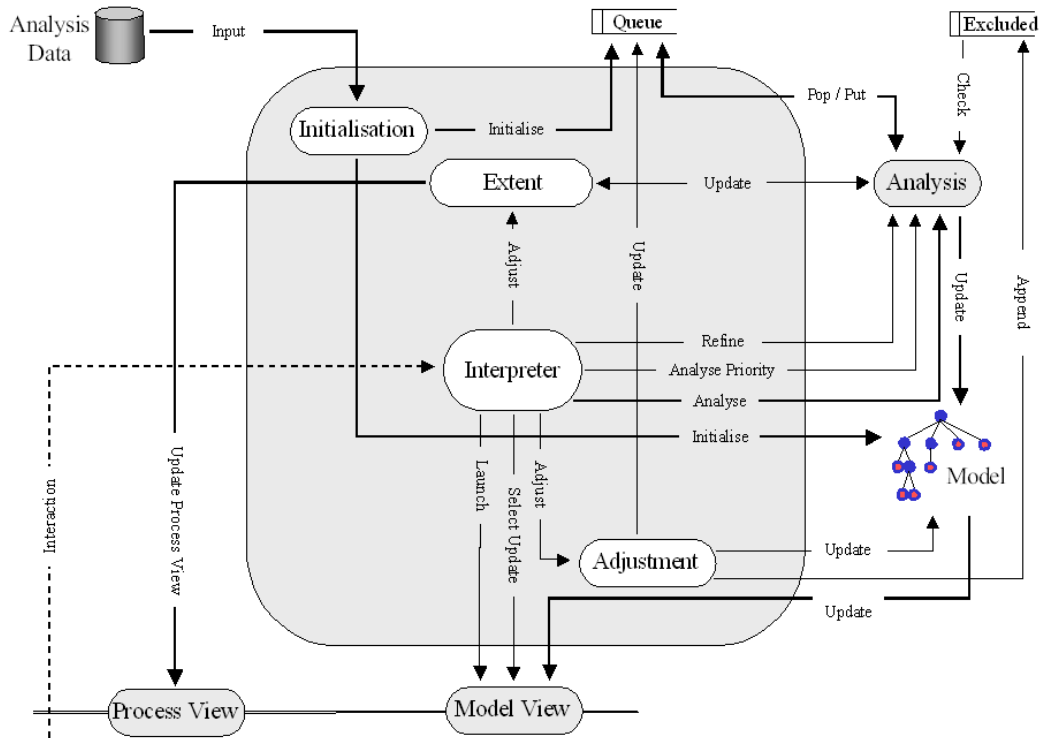 Analysis
Data
Input
Queue
Excluded
Pop / Put
Check
Initialisation
Initialise
Extent
Update
Analysis
Adjust
Update
Update
Append
Refine
Interpreter
Analyse Priority
Analyse
Initialise
Model
Launch
Select Update
Adjust
Update Process View
Interaction
Adjustment
Update
Update
Process View
Model View